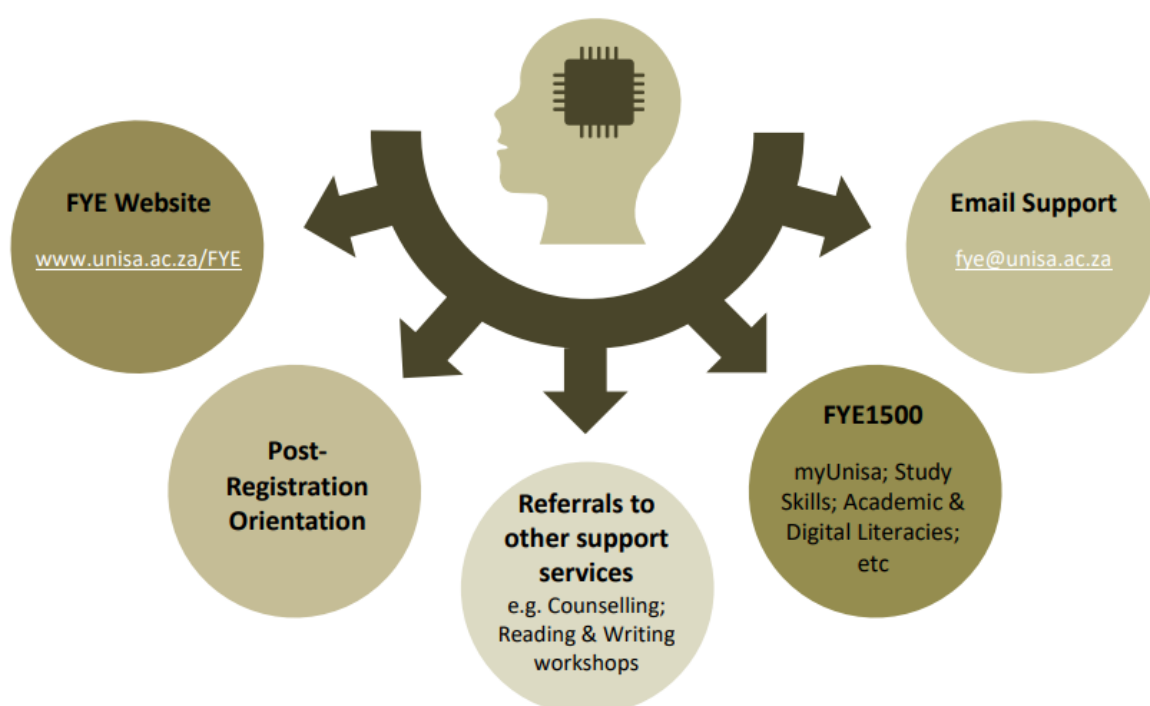 FYE Website
www.unisa.ac.za/FYE
Post-
Registration
Orientation
Referrals to
other support
services
e.g. Counselling;
Reading & Writing
workshops
FYE1500
myUnisa; Study
Skills; Academic &
Digital Literacies;
etc
Email Support
fye@unisa.ac.za